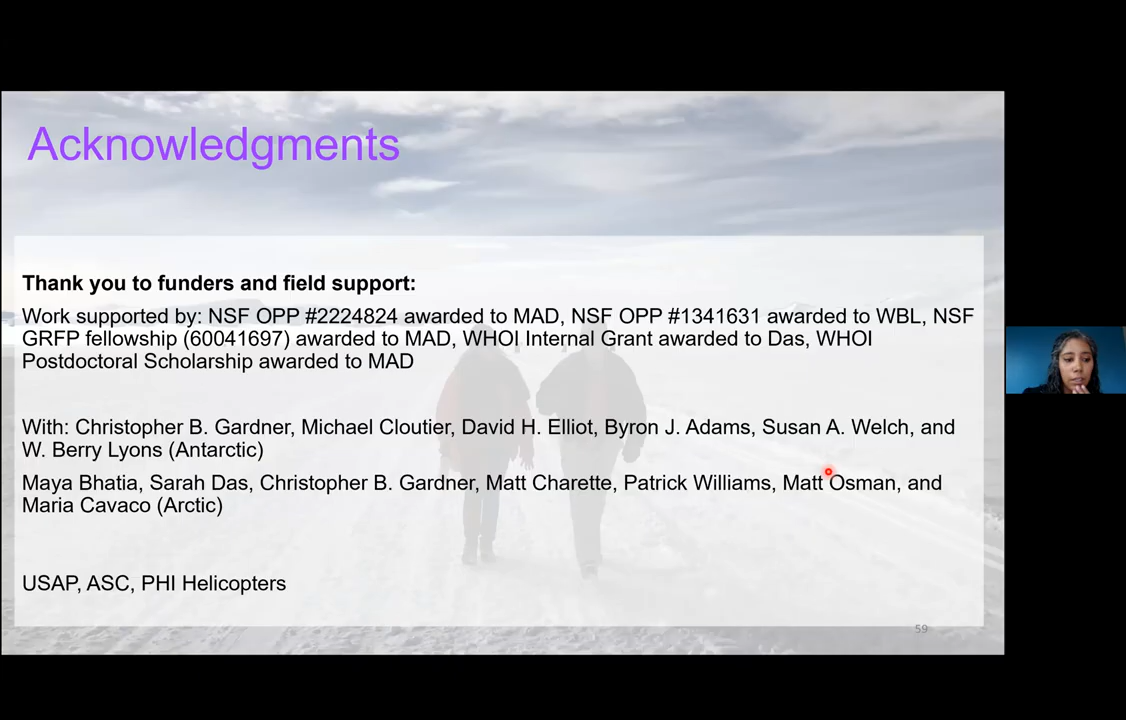 Acknowledgments
Thank you to funders and field support:
Work supported by: NSF OPP #2224824 awarded to MAD, NSF OPP #1341631 awarded to WBL, NSF
GRFP fellowship (60041697) awarded to MAD, WHOI Internal Grant awarded to Das, WHOI
Postdoctoral Scholarship awarded to MAD
With: Christopher B. Gardner, Michael Cloutier, David H. Elliot, Byron J. Adams, Susan A. Welch, and
W. Berry Lyons (Antarctic)
Maya Bhatia, Sarah Das, Christopher B. Gardner, Matt Charette, Patrick Williams, Matt Osman, and
Maria Cavaco (Arctic)
USAP, ASC, PHI Helicopters
59